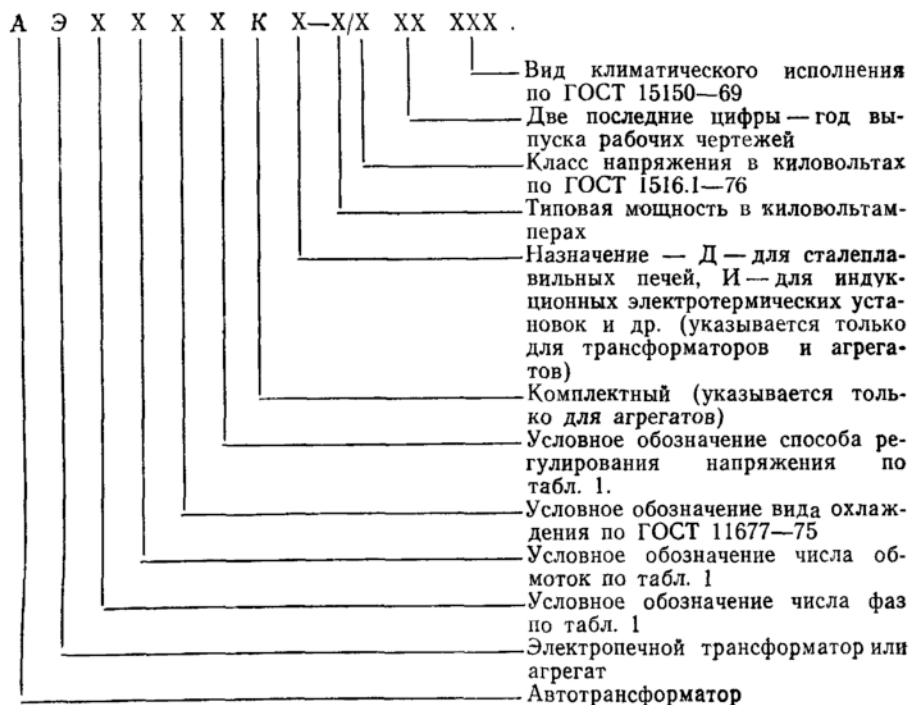 А Э Х Х Х Х К Х—Х/Х ХХ ХХХ .
Вид климатического исполнения
по ГОСТ 15150—69
Две последние цифры — год вы-
пуска рабочих чертежей
Класс напряжения в киловольтах
по ГОСТ 1516.1—76
Типовая мощность в киловольтам-
перах
Назначение — Д — для сталепла-
вильных печей, И — для индук-
ционных электротермических уста-
новок и др. (указывается только
для трансформаторов и агрега-
тов)
Комплектный (указывается толь-
ко для агрегатов)
Условное обозначение способа ре-
гулирования напряжения по
табл. 1.
Условное обозначение вида охлаж-
дения по ГОСТ 11677—75
Условное обозначение числа об-
моток по табл. 1
Условное обозначение числа фаз
по табл. 1
Электропечной трансформатор или
агрегат
Автотрансформатор